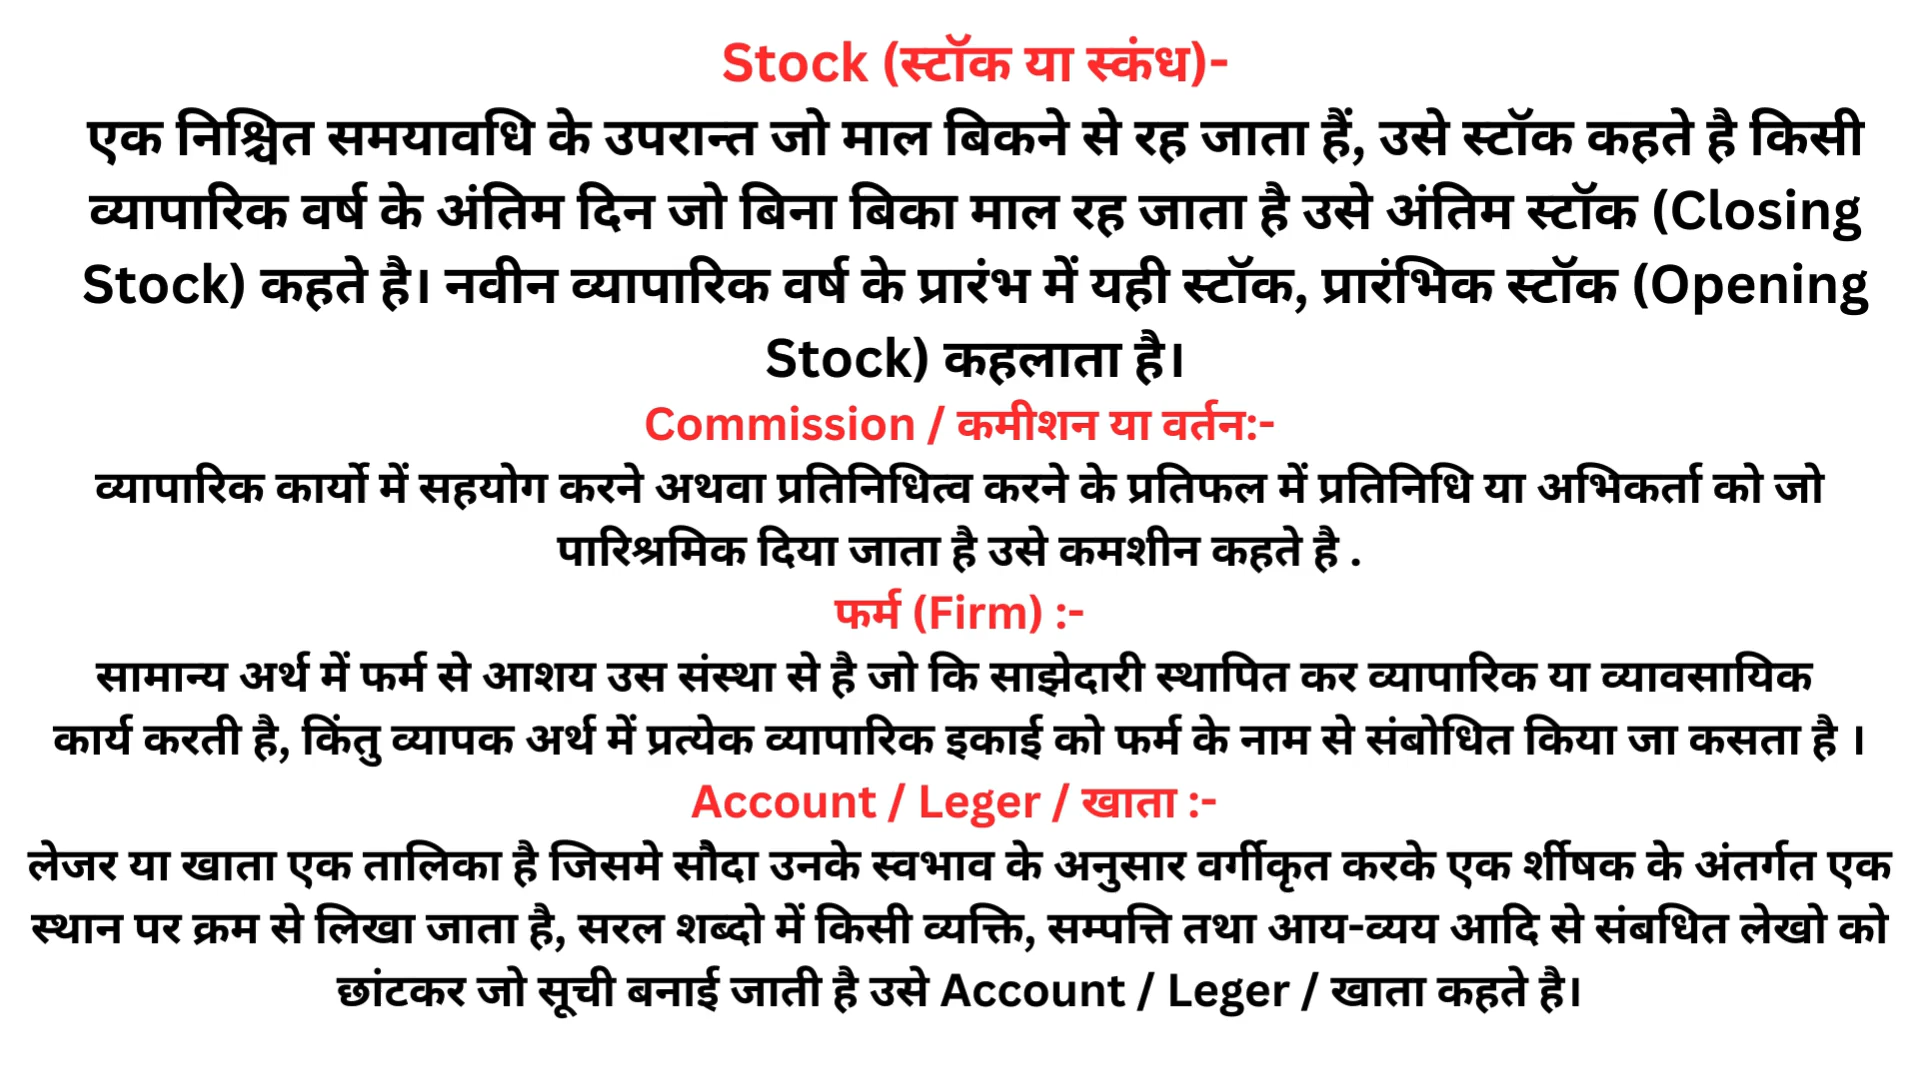 Stock (स्टॉक या स्कंध)-
एक निश्चित समयावधि के उपरान्त जो माल बिकने से रह जाता हैं, उसे स्टॉक कहते है किसी
व्यापारिक वर्ष के अंतिम दिन जो बिना बिका माल रह जाता है उसे अंतिम स्टॉक (Closing
Stock) कहते है। नवीन व्यापारिक वर्ष के प्रारंभ में यही स्टॉक, प्रारंभिक स्टॉक (Opening
Stock) कहलाता है।
Commission / कमीशन या वर्तन:-
व्यापारिक कार्यो में सहयोग करने अथवा प्रतिनिधित्व करने के प्रतिफल में प्रतिनिधि या अभिकर्ता को जो
पारिश्रमिक दिया जाता है उसे कमशीन कहते है .
फर्म (Firm) :-
सामान्य अर्थ में फर्म से आशय उस संस्था से है जो कि साझेदारी स्थापित कर व्यापारिक या व्यावसायिक
कार्य करती है, किंतु व्यापक अर्थ में प्रत्येक व्यापारिक इकाई को फर्म के नाम से संबोधित किया जा कसता है ।
Account / Leger / खाता :-
लेजर या खाता एक तालिका है जिसमे सौदा उनके स्वभाव के अनुसार वर्गीकृत करके एक र्शीषक के अंतर्गत एक
स्थान पर क्रम से लिखा जाता है, सरल शब्दो में किसी व्यक्ति, सम्पत्ति तथा आय-व्यय आदि से संबधित लेखो को
छांटकर जो सूची बनाई जाती है उसे Account / Leger / खाता कहते है।